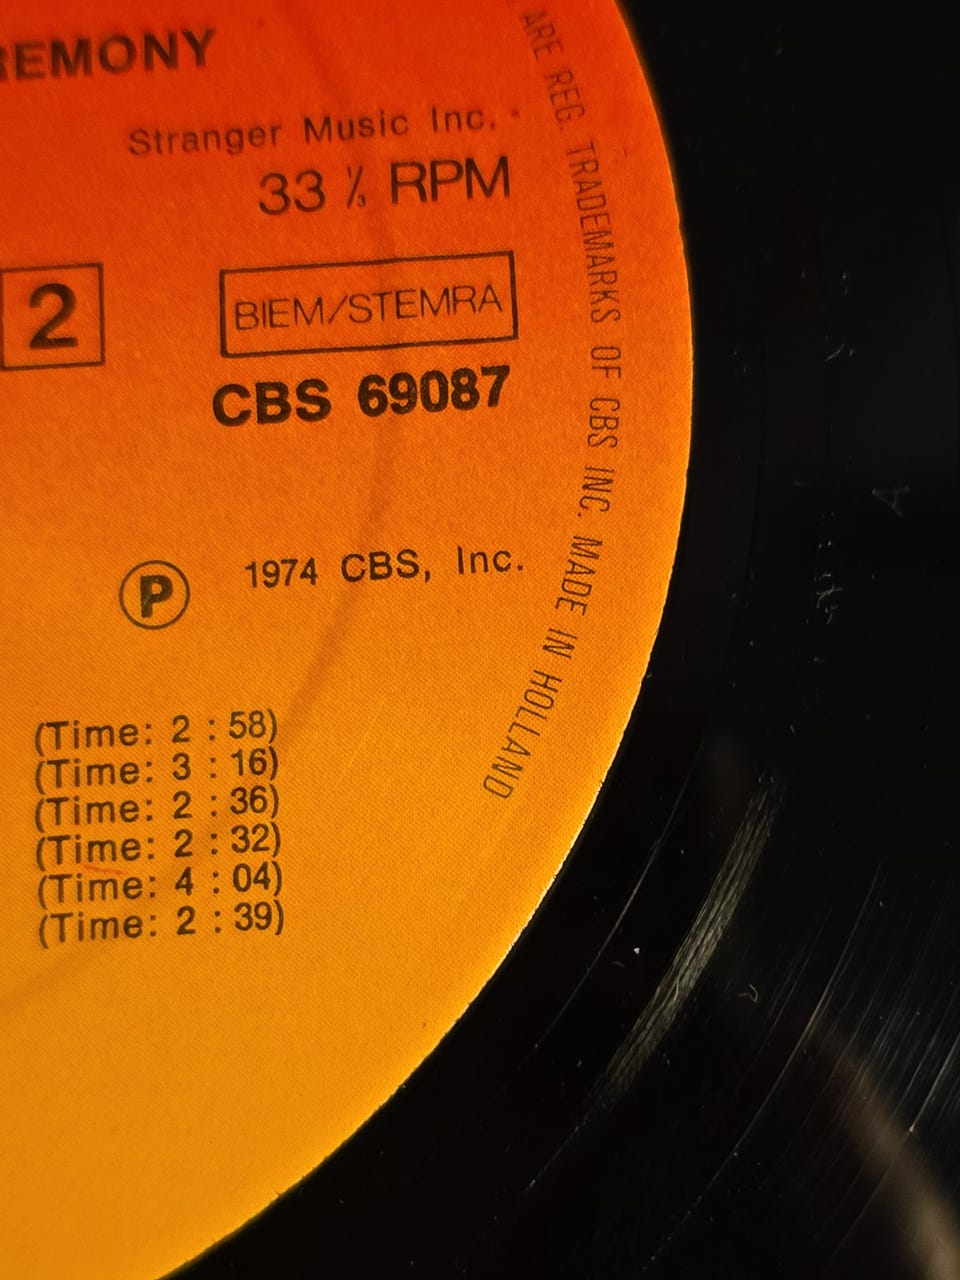 REMONY
Stranger Music Inc.
33 ⅓ RPM
2
BIEM/STEMRA
CBS 69087
Ⓟ 1974 CBS, Inc.
(Time: 2 : 58)
(Time: 3 : 16)
(Time: 2 : 36)
(Time: 2 : 32)
(Time: 4 : 04)
(Time: 2 : 39)
ARE REG. TRADEMARKS OF CBS INC. MADE IN HOLLAND